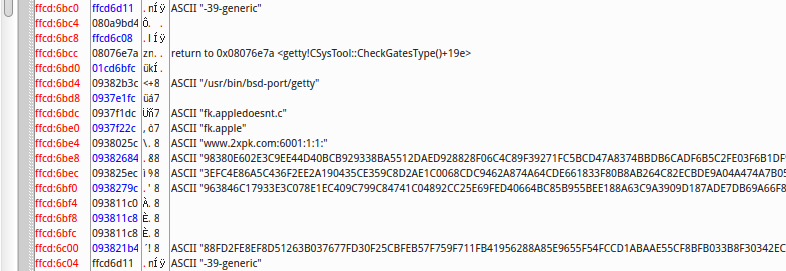 ffcd:6bc0 ffcd6d11 .nÍÿ ASCII "-39-generic"
ffcd:6bc4 080a9bd4 Ô. .
ffcd:6bc8 ffcd6c08 .lÍÿ
ffcd:6bcc 08076e7a zn. . return to 0x08076e7a <getty!CSysTool::CheckGatesType()+19e>
ffcd:6bd0 01cd6bfc ükÍ.
ffcd:6bd4 09382b3c <+8 ASCII "/usr/bin/bsd-port/getty"
ffcd:6bd8 0937e1fc üá7
ffcd:6bdc 0937f1dc Üñ7 ASCII "fk.appledoesnt.c"
ffcd:6be0 0937f22c ,ò7 ASCII "fk.apple"
ffcd:6be4 0938025c \. 8 ASCII "www.2xpk.com:6001:1:1:"
ffcd:6be8 09382684 .88 ASCII "98380E602E3C9EE44D40BCB929338BA5512DAED928828F06C4C89F39271FC5BCD47A8374BBDB6CADF6B5C2FE03F6B1DF
ffcd:6bec 093825ec ì%8 ASCII "3EFC4E86A5C436F2EE2A190435CE359C8D2AE1C0068CDC9462A874A64CDE661833F80B8AB264C82ECBDE9A04A474A7B05
ffcd:6bf0 0938279c .'8 ASCII "963846C17933E3C078E1EC409C799C84741C04892CC25E69FED40664BC85B955BEE188A63C9A3909D187ADE7DB69A66F8
ffcd:6bf4 093811c0 À. 8
ffcd:6bf8 093811c8 È. 8
ffcd:6bfc 093811c8 È. 8
ffcd:6c00 093821b4 ´!8 ASCII "88FD2FE8EF8D51263B037677FD30F25CBFEB57F759F711FB41956288A85E9655F54FCCD1ABAAE55CF8BFB033B8F30342EC
ffcd:6c04 ffcd6d11 .nÍÿ ASCII "-39-generic"